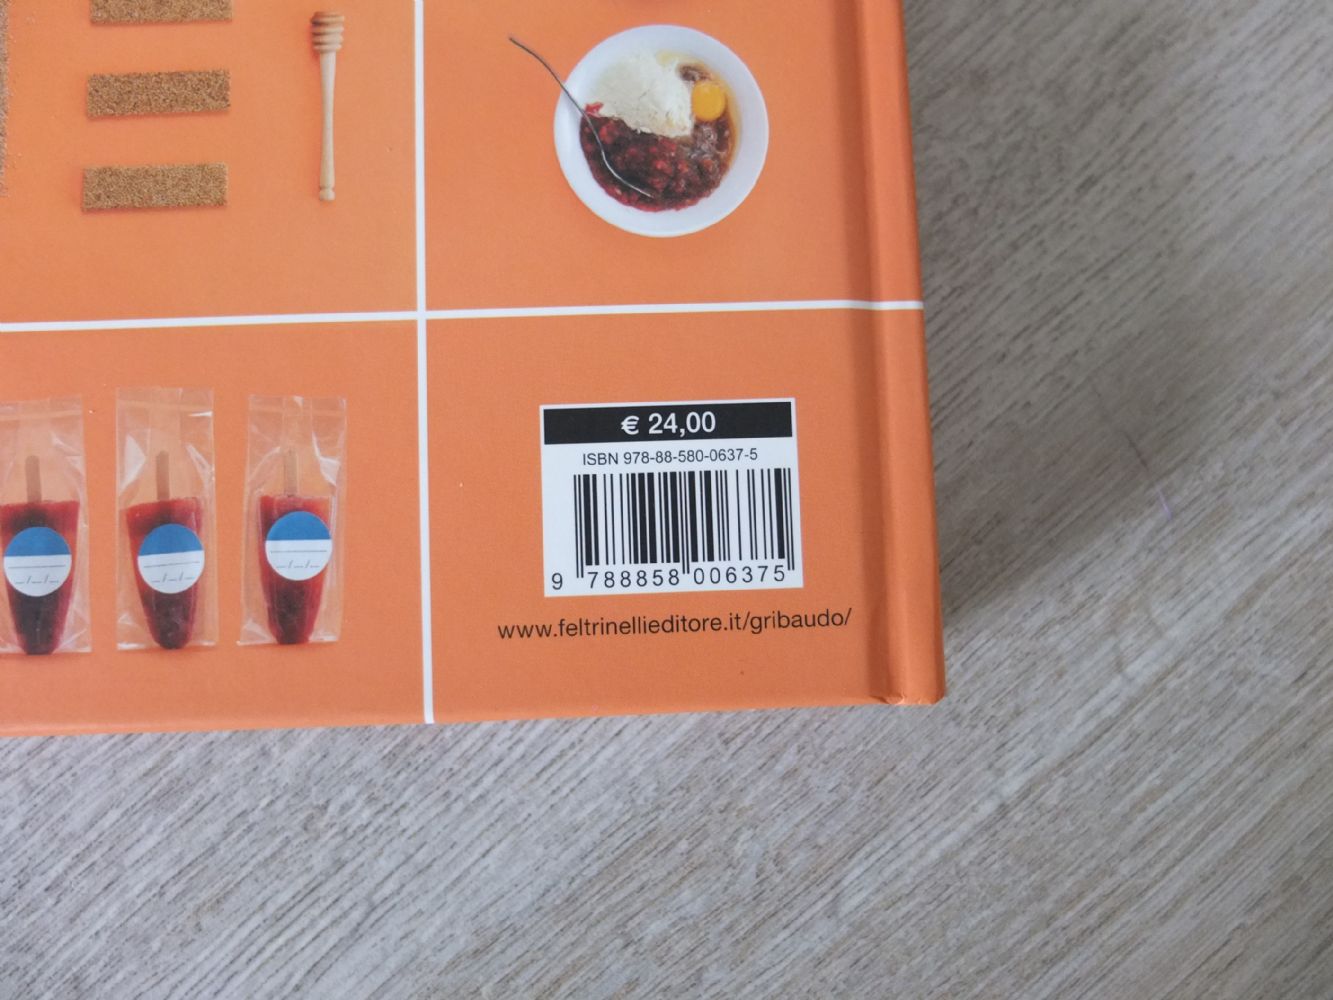 € 24,00
ISBN 978-88-580-0637-5
9 788858 006375
www.feltrinellieditore.it/gribaudo/